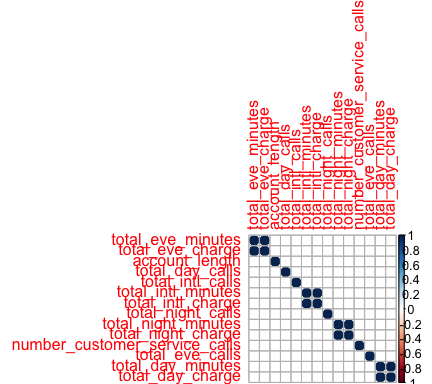 total_eve_minutes
total_eve_charge
account_length
total_day_calls
total_intl_calls
total_intl_minutes
total_intl_charge
total_night_calls
total_night_minutes
total_night_charge
number_customer_service_calls
total_eve_calls
total_day_minutes
total_day_charge
total_eve_minutes
total_eve_charge
account_length
total_day_calls
total_intl_calls
total_intl_minutes
total_intl_charge
total_night_calls
total_night_minutes
total_night_charge
number_customer_service_calls
total_eve_calls
total_day_minutes
total_day_charge
1
0.8
0.6
0.4
0.2
0
0.2
0.4
0.6
0.8
1